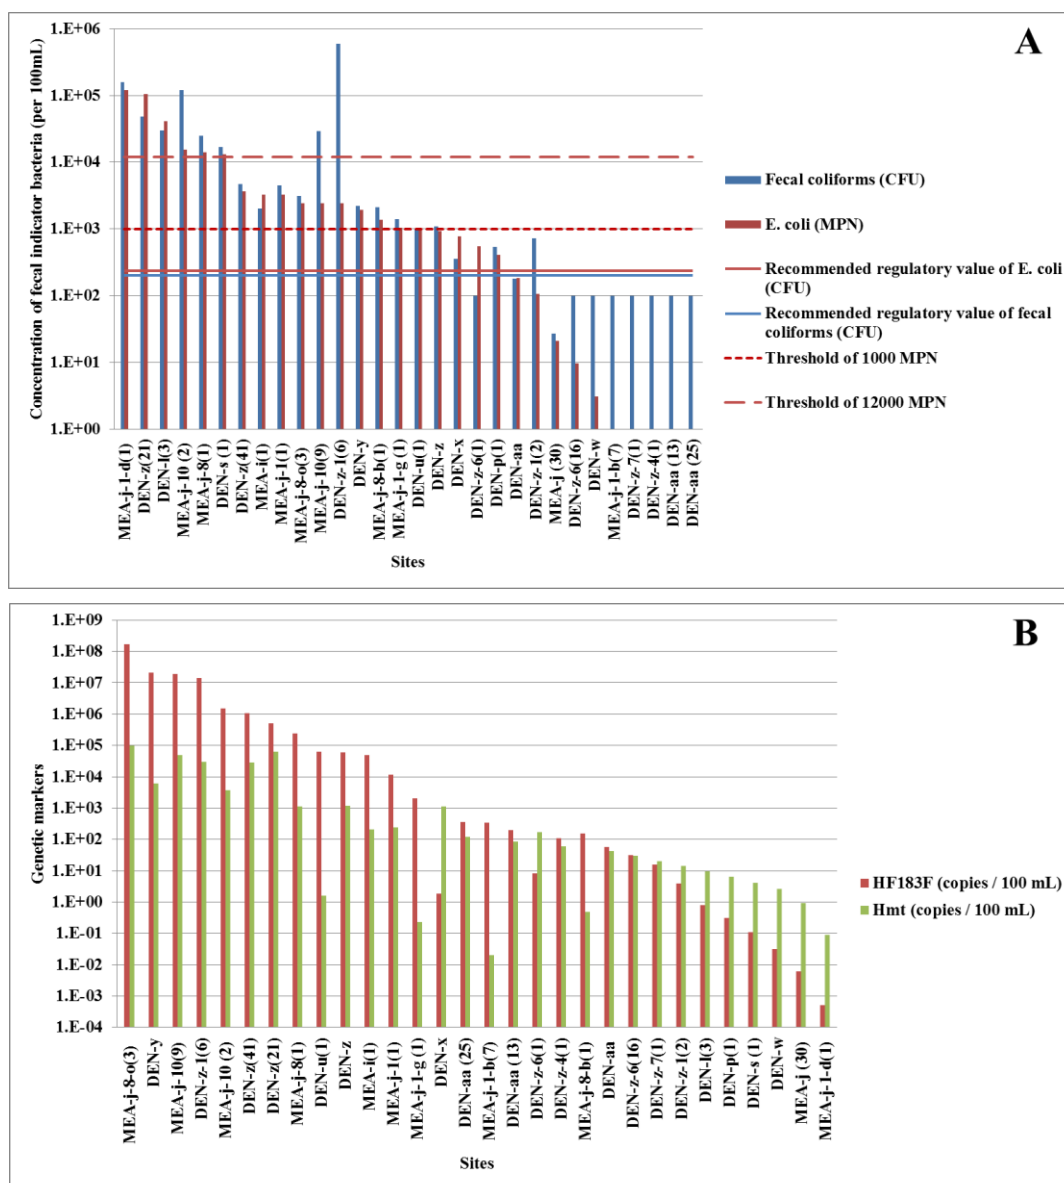 A
Concentration of fecal indicator bacteria (per 100mL)
1.E+06
1.E+05
1.E+04
1.E+03
1.E+02
1.E+01
1.E+00
MEA-j-1-d(1)
DEN-z(21)
DEN-l(3)
MEA-j-10 (2)
MEA-j-8(1)
DEN-s (1)
DEN-z(41)
MEA-i(1)
MEA-j-1(1)
MEA-j-8-o(3)
MEA-j-10(9)
DEN-z-1(6)
DEN-y
MEA-j-8-b(1)
MEA-j-1-g (1)
DEN-u(1)
DEN-z
DEN-x
DEN-z-6(1)
DEN-p(1)
DEN-aa
DEN-z-1(2)
MEA-j (30)
DEN-z-6(16)
DEN-w
MEA-j-1-b(7)
DEN-z-7(1)
DEN-z-4(1)
DEN-aa (13)
DEN-aa (25)
Sites
Fecal coliforms (CFU)
E. coli (MPN)
Recommended regulatory value of E. coli
(CFU)
Recommended regulatory value of fecal
coliforms (CFU)
Threshold of 1000 MPN
Threshold of 12000 MPN
B
Genetic markers
1.E+09
1.E+08
1.E+07
1.E+06
1.E+05
1.E+04
1.E+03
1.E+02
1.E+01
1.E+00
1.E-01
1.E-02
1.E-03
1.E-04
MEA-j-8-o(3)
DEN-y
MEA-j-10(9)
DEN-z-1(6)
MEA-j-10 (2)
DEN-z(41)
DEN-z(21)
MEA-j-8(1)
DEN-u(1)
DEN-z
MEA-i(1)
MEA-j-1(1)
MEA-j-1-g (1)
DEN-x
DEN-aa (25)
MEA-j-1-b(7)
DEN-aa (13)
DEN-z-6(1)
DEN-z-4(1)
MEA-j-8-b(1)
DEN-aa
DEN-z-6(16)
DEN-z-7(1)
DEN-z-1(2)
DEN-l(3)
DEN-p(1)
DEN-s (1)
DEN-w
MEA-j (30)
MEA-j-1-d(1)
Sites
HF183F (copies / 100 mL)
Hmt (copies / 100 mL)